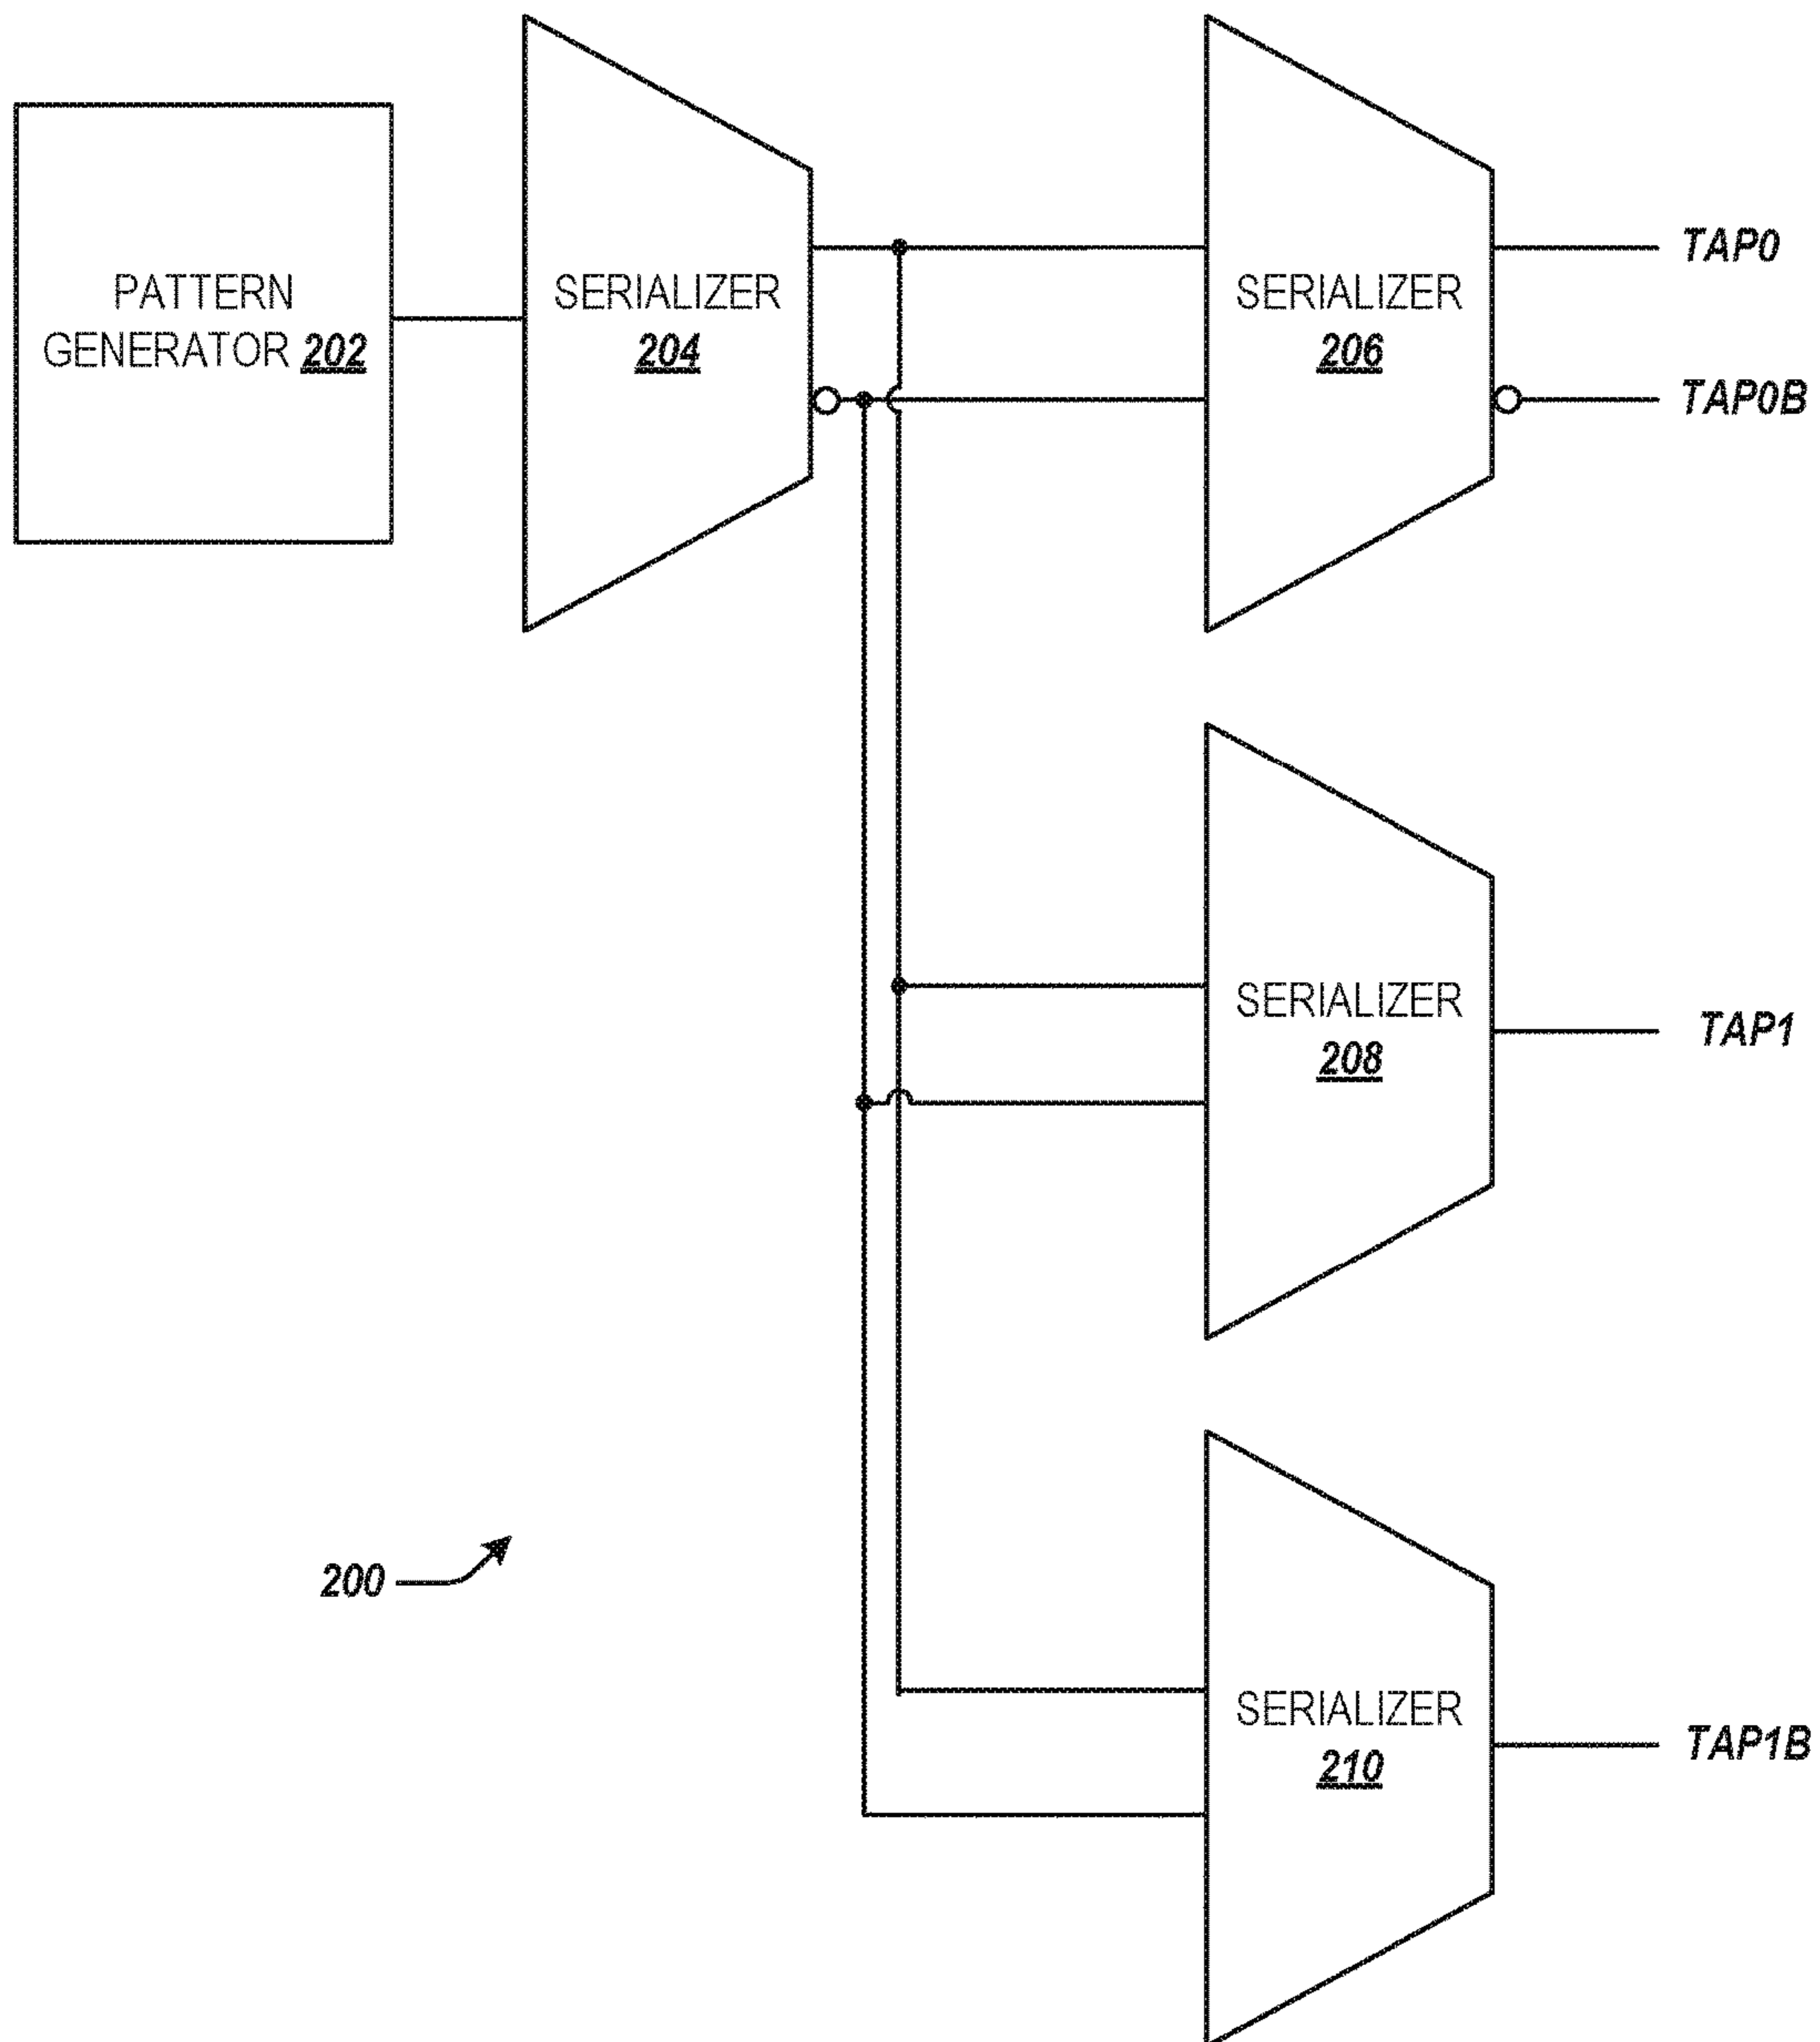 PATTERN
GENERATOR 202
SERIALIZER
204
SERIALIZER
206
TAP0
TAP0B
SERIALIZER
208
TAP1
200
SERIALIZER
210
TAP1B